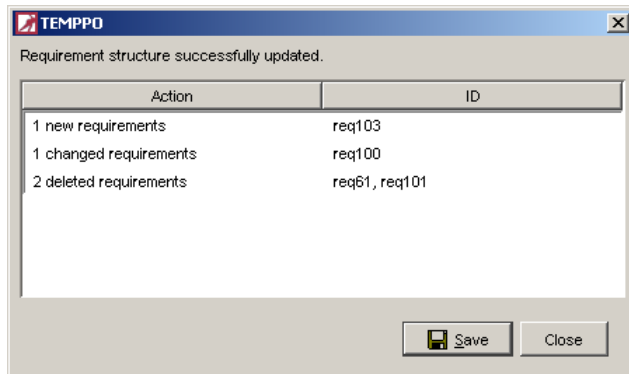 TEMPPO
Requirement structure successfully updated.
Action ID
1 new requirements req103
1 changed requirements req100
2 deleted requirements req61, req101
Save Close